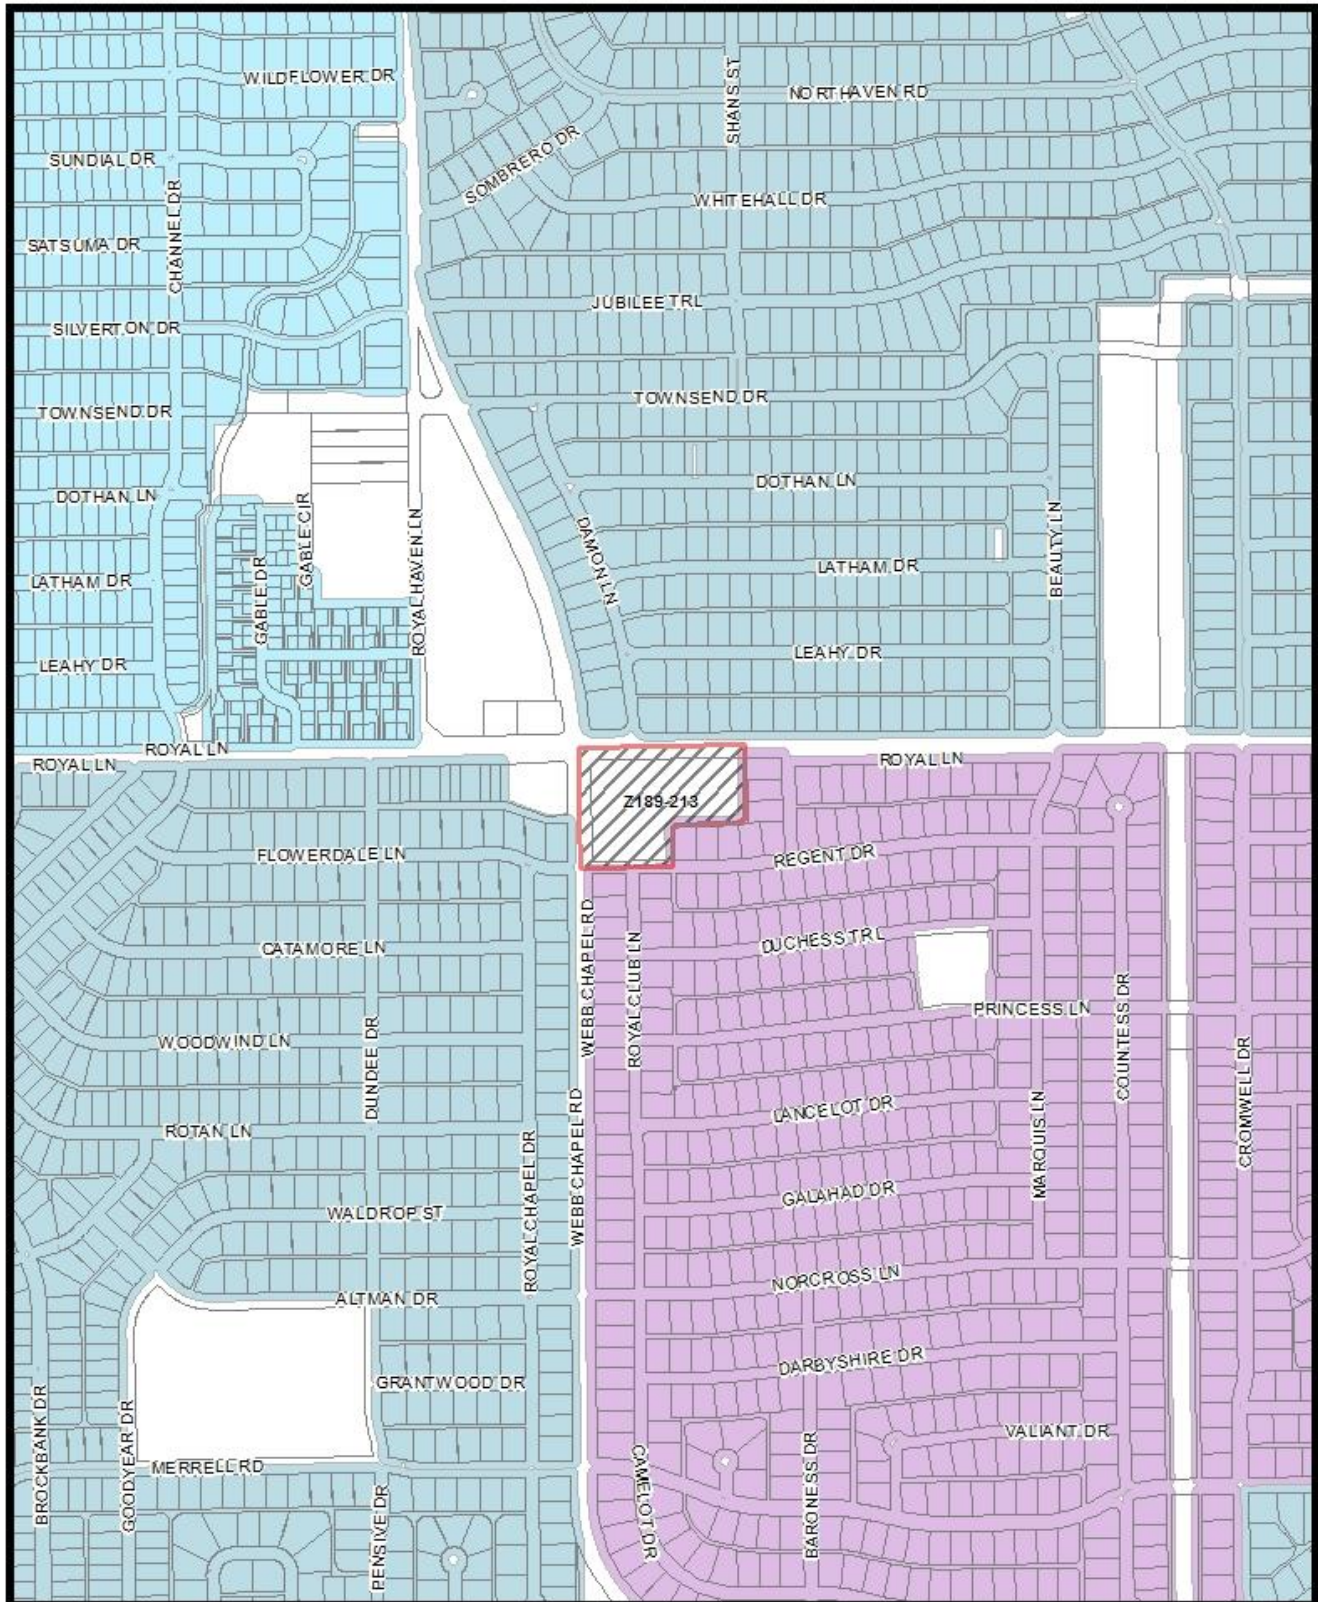 WILDFLOWER DR
NORTHAVEN RD
SHANS ST
SUNDIAL DR
SOMBRERO DR
CHANNEL DR
WHITEHALL DR
SATSUMA DR
JUBILEE TRL
SILVERTON DR
TOWNSEND DR
TOWNSEND DR
DOTHAN LN
DOTHAN LN
GABLE CIR
ROYAL HAVEN LN
DAMON LN
BEAUTY LN
LATHAM DR
LATHAM DR
GABLE DR
LEAHY DR
LEAHY DR
ROYAL LN
ROYAL LN
ROYAL LN
Z189-213
FLOWERDALE LN
REGENT DR
CATAMORE LN
WEBB CHAPEL RD
ROYAL CLUB LN
DUCHESS TRL
PRINCESS LN
COUNTESS DR
WOODWIND LN
DUNDEE DR
LANCELOT DR
CROMWELL DR
ROTAN LN
MARQUIS LN
WEBB CHAPEL RD
ROYAL CHAPEL DR
GALAHAD DR
WALDROP ST
NORCROSS LN
ALTMAN DR
DARBYSHIRE DR
GRANTWOOD DR
BROCKBANK DR
GOODYEAR DR
VALIANT DR
MERRELL RD
CAMELOT DR
BARONESS DR
PENSIVE DR